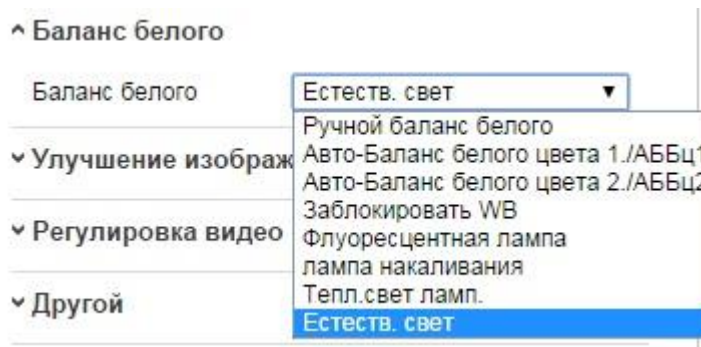 Баланс белого
Баланс белого Естеств. свет
Ручной баланс белого
Улучшение изображ
Авто-Баланс белого цвета 1./АББц1
Авто-Баланс белого цвета 2./АББц2
Заблокировать WB
Регулировка видео
Флуоресцентная лампа
лампа накаливания
Тепл.свет ламп.
Другой
Естеств. свет